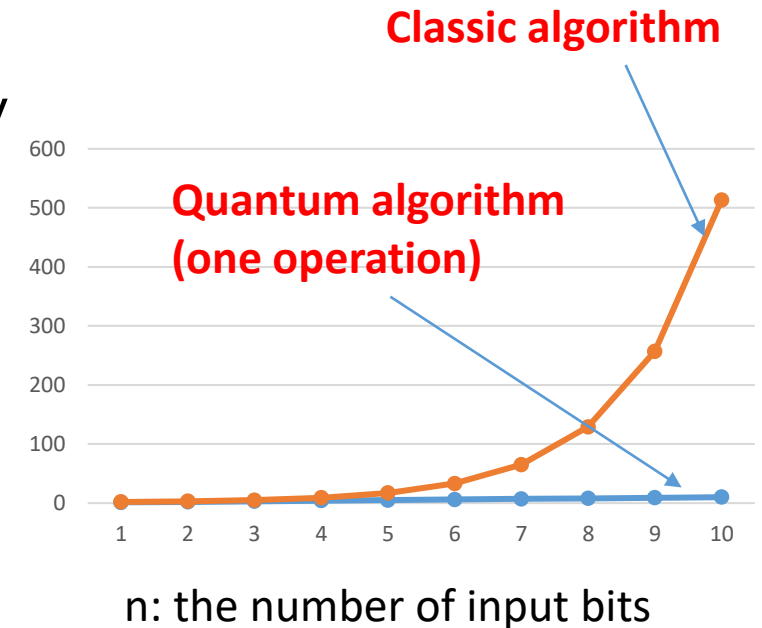 Classic algorithm
y
600
Quantum algorithm
(one operation)
500
400
300
200
100
0
1 2 3 4 5 6 7 8 9 10
n: the number of input bits